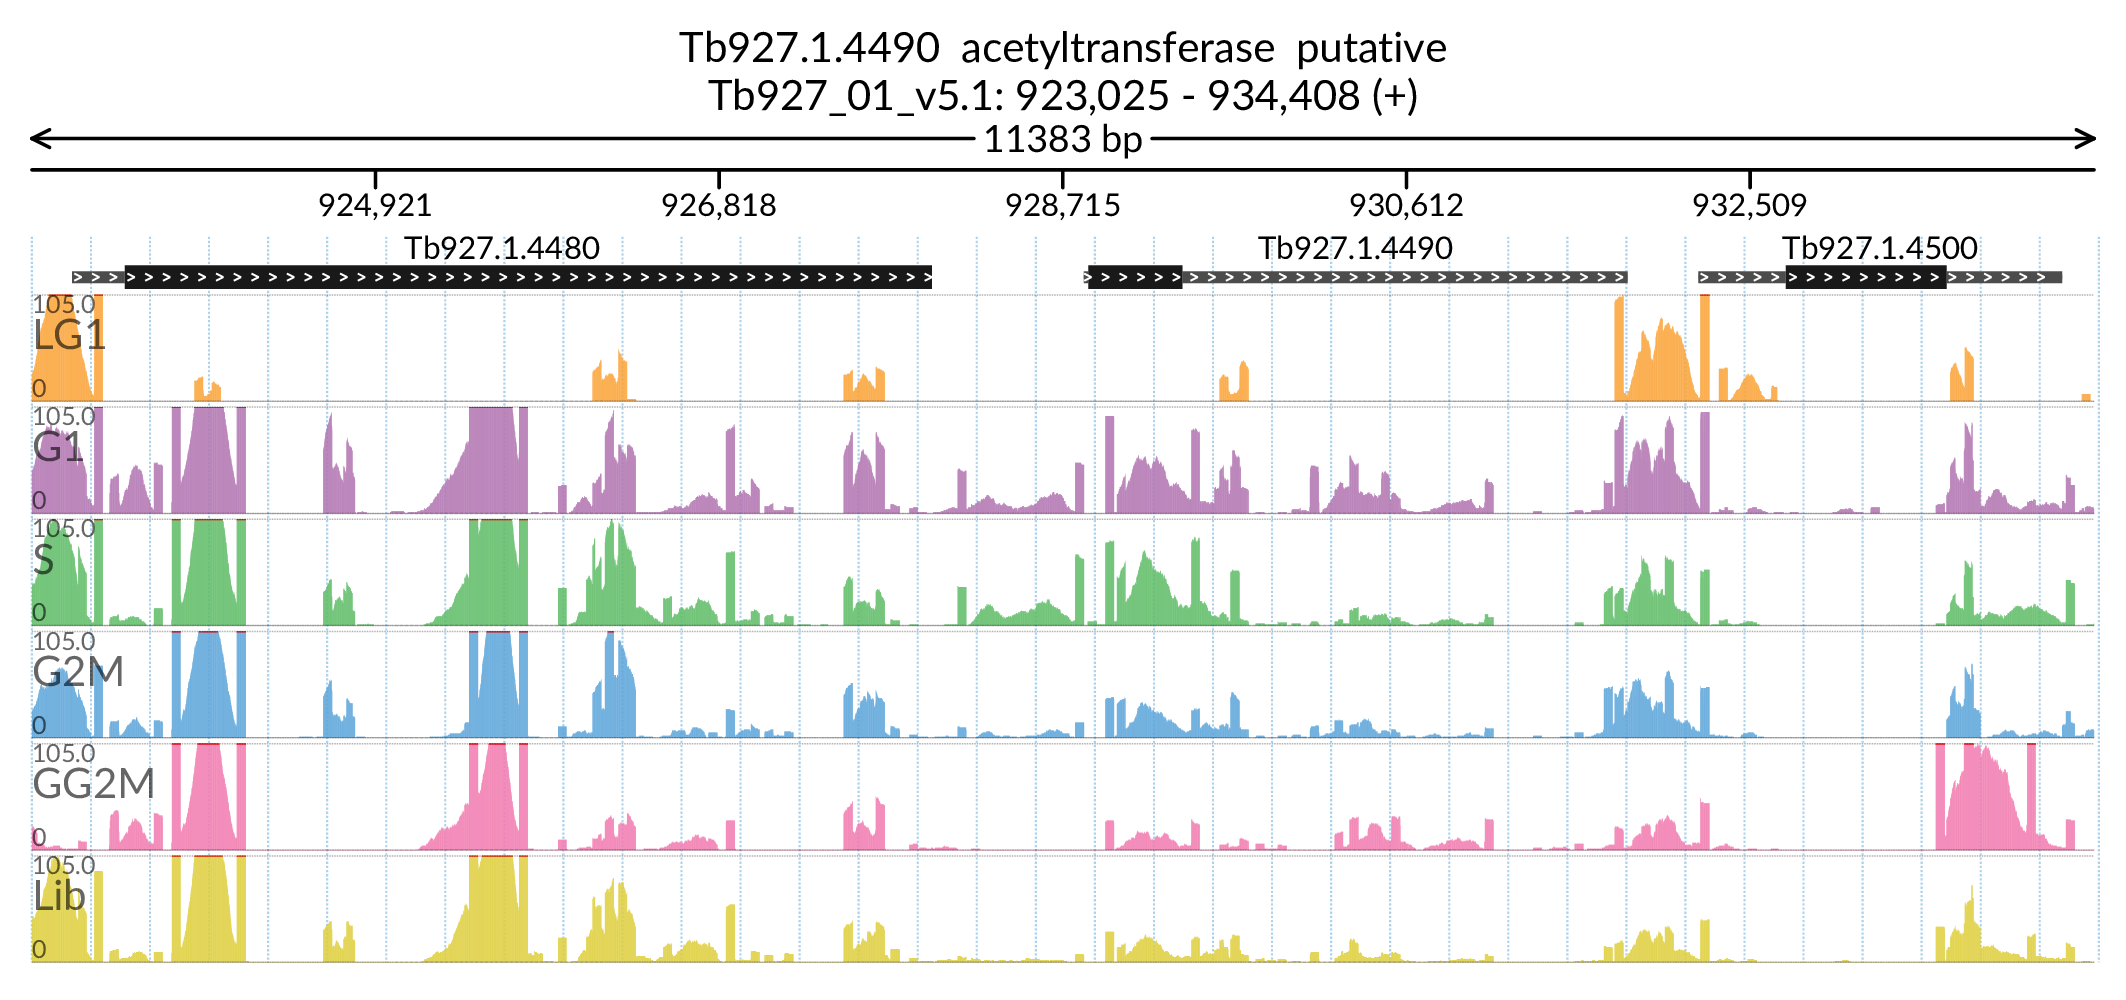 Tb927.1.4490 acetyltransferase putative
Tb927_01_v5.1: 923,025 - 934,408 (+)
11383 bp
924,921 926,818 928,715 930,612 932,509
Tb927.1.4480 Tb927.1.4490 Tb927.1.4500
105.0
LG1
0
105.0
G1
0
105.0
S
0
105.0
G2M
0
105.0
GG2M
0
105.0
Lib
0